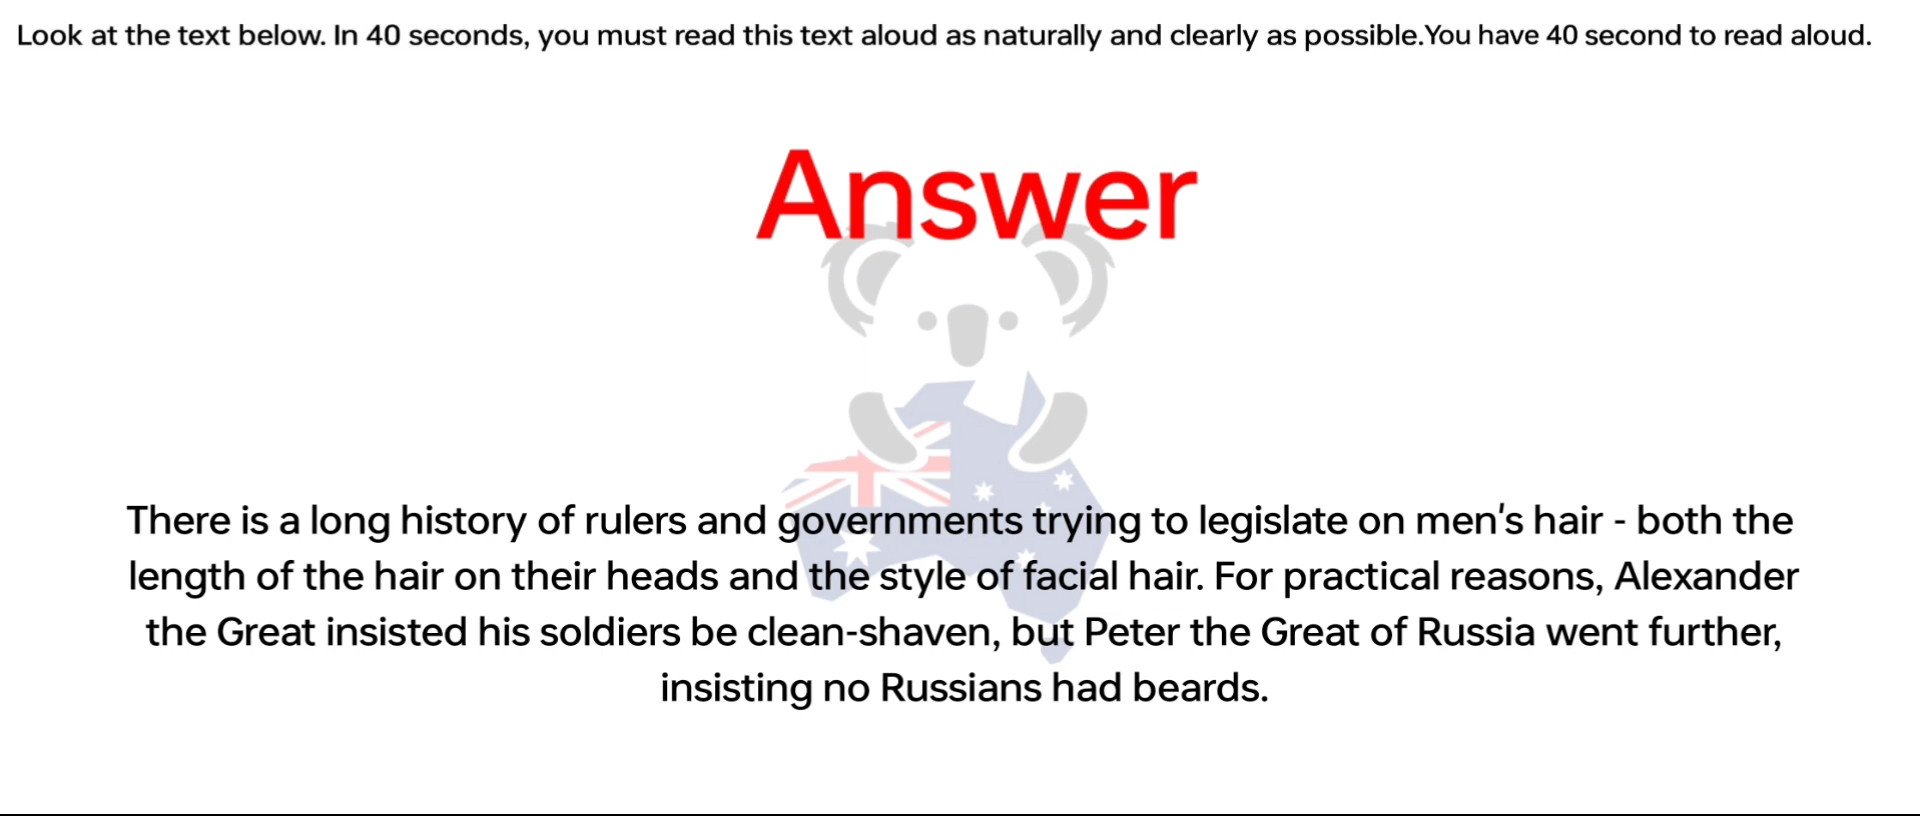 Look at the text below. In 40 seconds, you must read this text aloud as naturally and clearly as possible.You have 40 second to read aloud.
Answer
There is a long history of rulers and governments trying to legislate on men's hair - both the
length of the hair on their heads and the style of facial hair. For practical reasons, Alexander
the Great insisted his soldiers be clean-shaven, but Peter the Great of Russia went further,
insisting no Russians had beards.